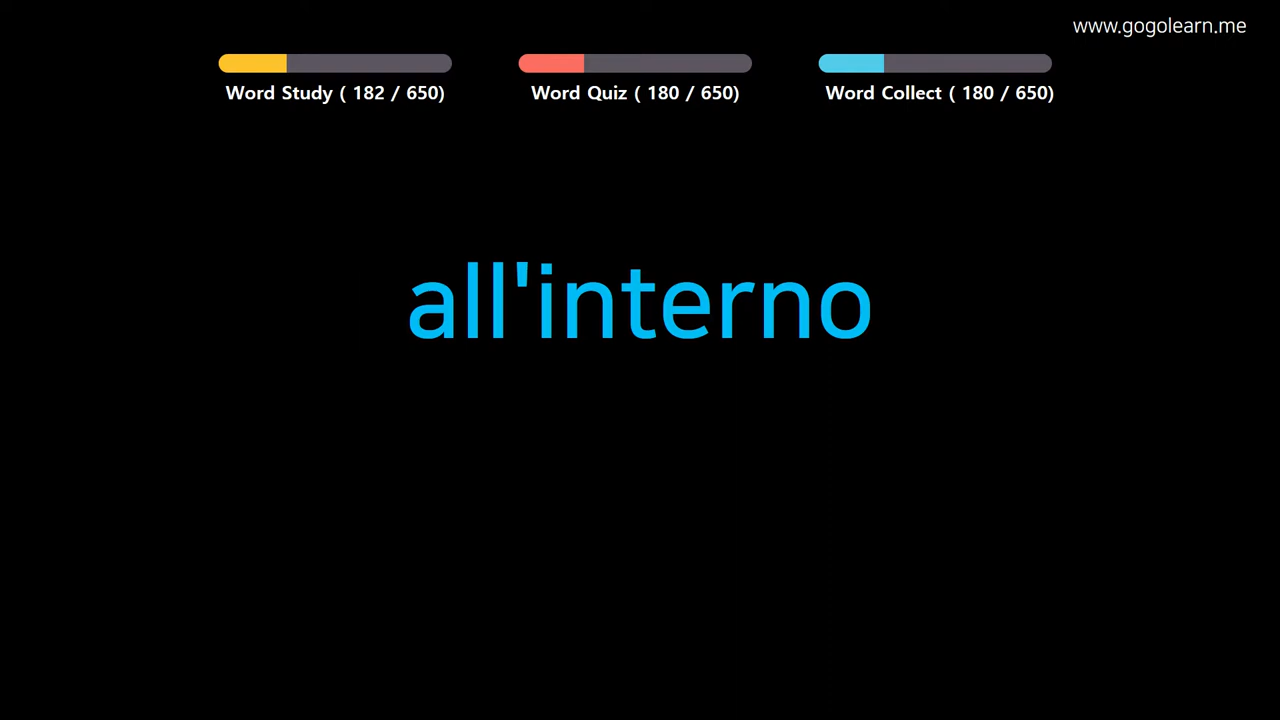 www.gogolearn.me
Word Study ( 182 / 650)
Word Quiz ( 180 / 650)
Word Collect ( 180 / 650)
all'interno